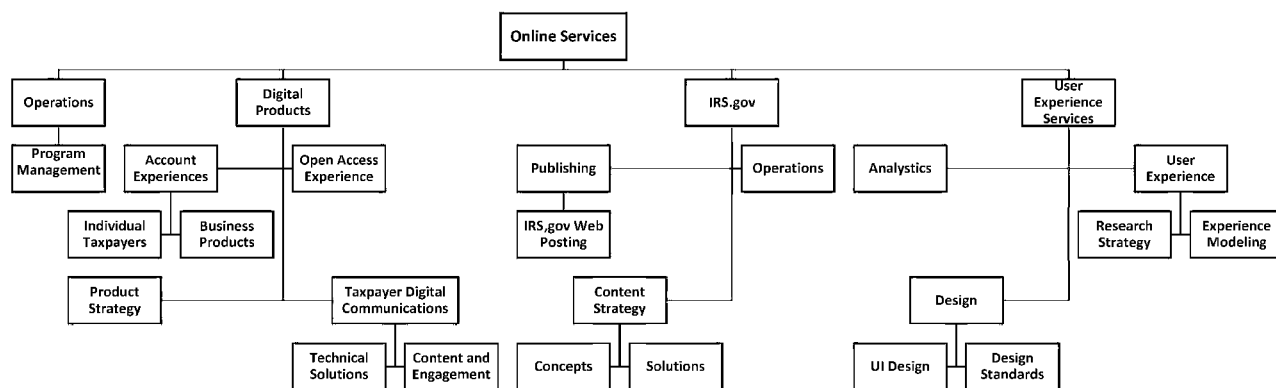 Online Services
Operations
Digital
Products
IRS.gov
User
Experience
Services
Program
Management
Account
Experiences
Open Access
Experience
Publishing
Operations
Analystics
User
Experience
Individual
Taxpayers
Business
Products
IRS,gov Web
Posting
Research
Strategy
Experience
Modeling
Product
Strategy
Taxpayer Digital
Communications
Content
Strategy
Design
Technical
Solutions
Content and
Engagement
Concepts
Solutions
UI Design
Design
Standards